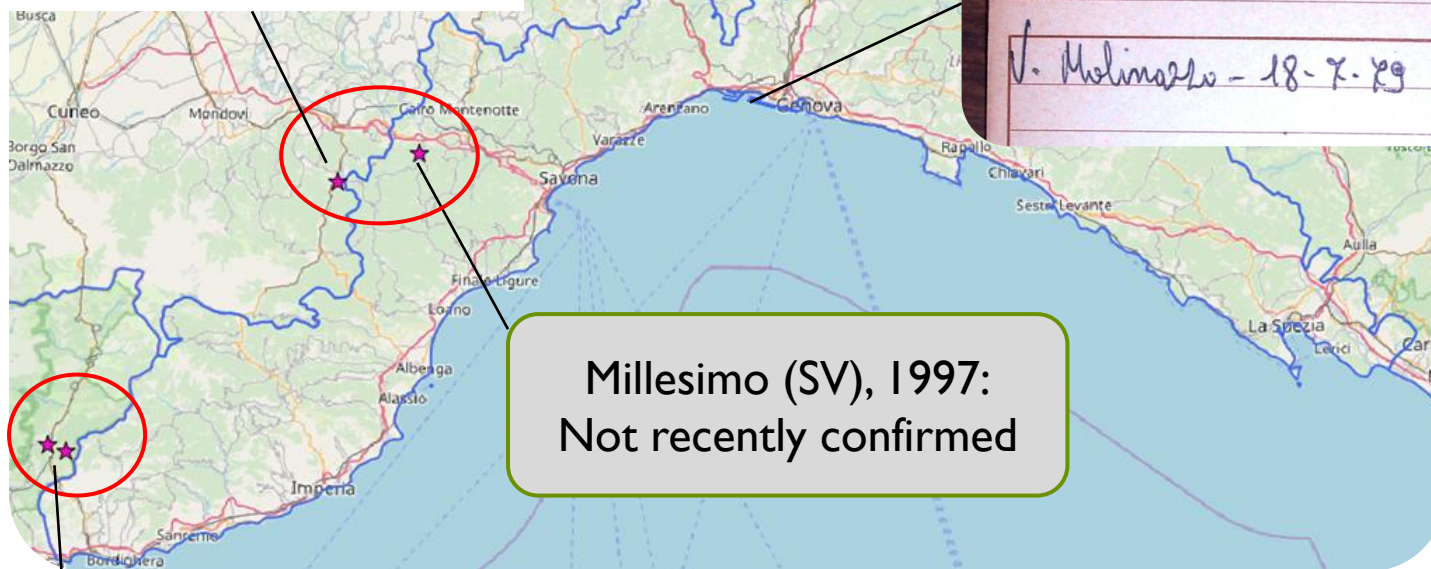 Busca
V. Molinazzo - 18-7-79
Cuneo
Mondovì
Cairo Montenotte
Arenzano
Genova
Borgo San
Dalmazzo
Varazze
Rapallo
Savona
Chiavari
Sestri Levante
Aulla
Finale Ligure
Loano
La Spezia
Lerici
Albenga
Alassio
Millesimo (SV), 1997:
Not recently confirmed
Imperia
Sanremo
Bordighera